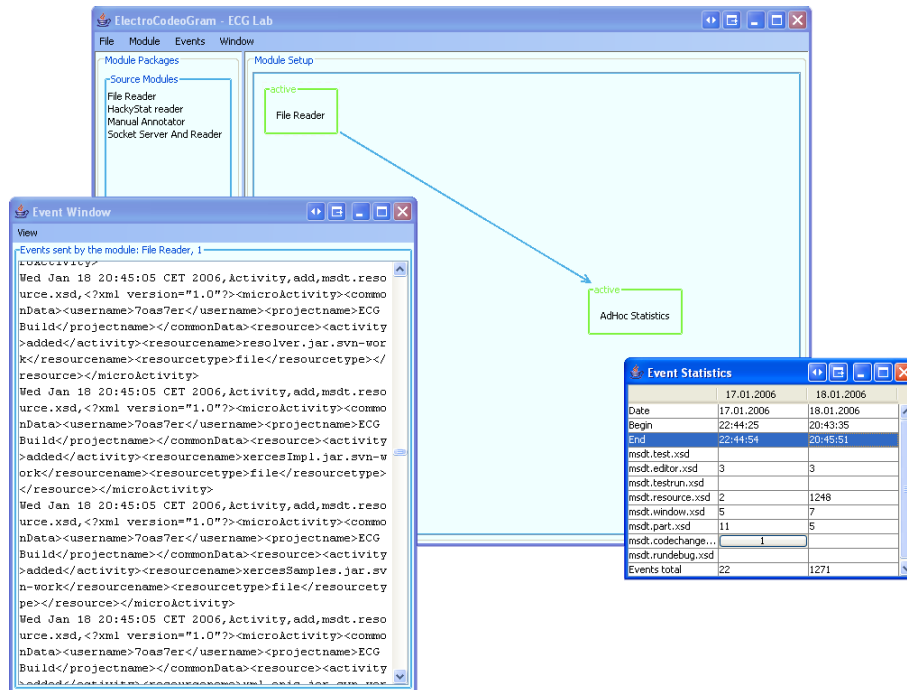 ElectroCodeoGram - ECG Lab
File Module Events Window
Module Packages
Source Modules
File Reader
HackyStat reader
Manual Annotator
Socket Server And Reader
Module Setup
active
File Reader
active
AdHoc Statistics
Event Window
View
Events sent by the module: File Reader, 1
roActivity>
Wed Jan 18 20:45:05 CET 2006,Activity,add,msdt.reso
urce.xsd,<?xml version="1.0"?><microActivity><commo
nData><username>7oas7er</username><projectname>ECG
Build</projectname></commonData><resource><activity
>added</activity><resourcename>resolver.jar.svn-wor
k</resourcename><resourcetype>file</resourcetype></
resource></microActivity>
Wed Jan 18 20:45:05 CET 2006,Activity,add,msdt.reso
urce.xsd,<?xml version="1.0"?><microActivity><commo
nData><username>7oas7er</username><projectname>ECG
Build</projectname></commonData><resource><activity
>added</activity><resourcename>xercesImpl.jar.svn-w
ork</resourcename><resourcetype>file</resourcetype>
</resource></microActivity>
Wed Jan 18 20:45:05 CET 2006,Activity,add,msdt.reso
urce.xsd,<?xml version="1.0"?><microActivity><commo
nData><username>7oas7er</username><projectname>ECG
Build</projectname></commonData><resource><activity
>added</activity><resourcename>xercesSamples.jar.sv
n-work</resourcename><resourcetype>file</resourcety
pe></resource></microActivity>
Wed Jan 18 20:45:05 CET 2006,Activity,add,msdt.reso
urce.xsd,<?xml version="1.0"?><microActivity><commo
nData><username>7oas7er</username><projectname>ECG
Build</projectname></commonData><resource><activity
Event Statistics
17.01.2006 18.01.2006
Date 17.01.2006 18.01.2006
Begin 22:44:25 20:43:35
End 22:44:54 20:45:51
msdt.test.xsd
msdt.editor.xsd 3 3
msdt.testrun.xsd
msdt.resource.xsd 2 1248
msdt.window.xsd 5 7
msdt.part.xsd 11 5
msdt.codechange... 1
msdt.rundebug.xsd
Events total 22 1271